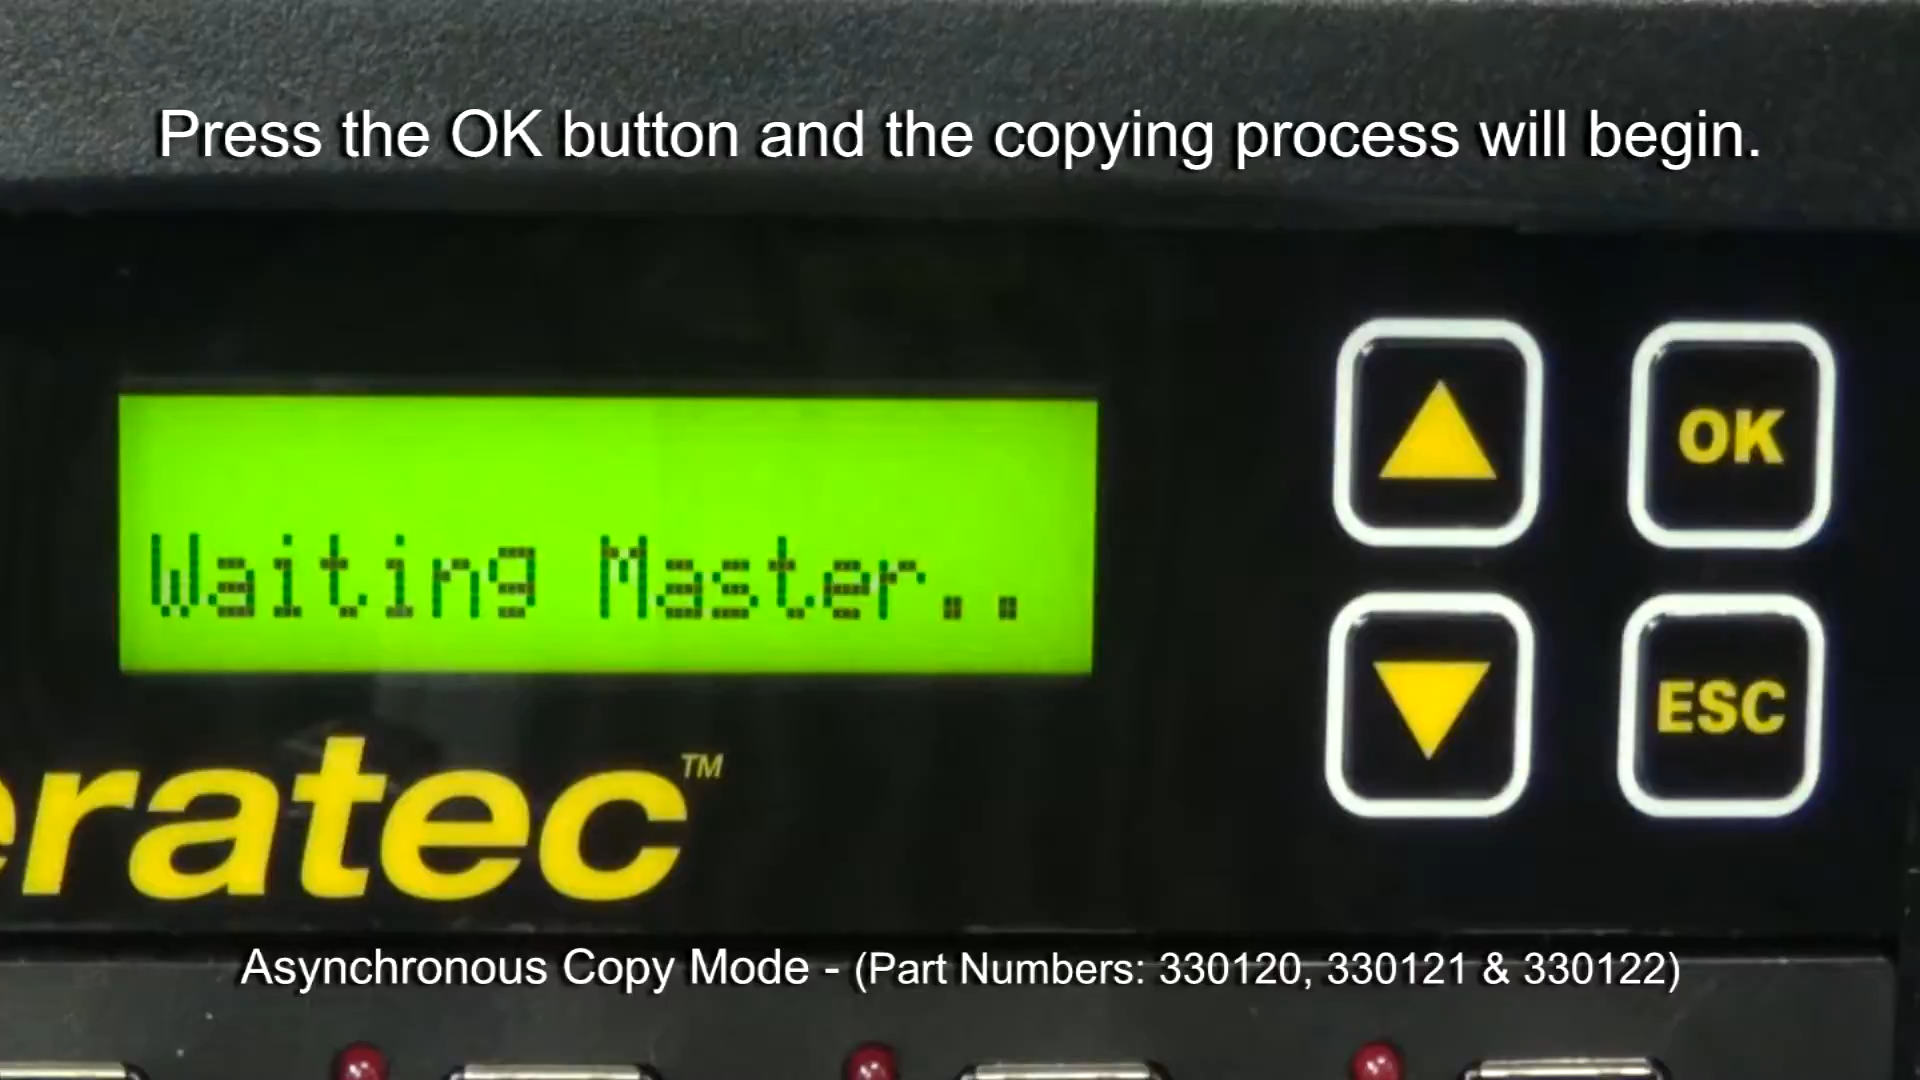 Press the OK button and the copying process will begin.
OK
Waiting Master..
ESC
eratec™
Asynchronous Copy Mode - (Part Numbers: 330120, 330121 & 330122)